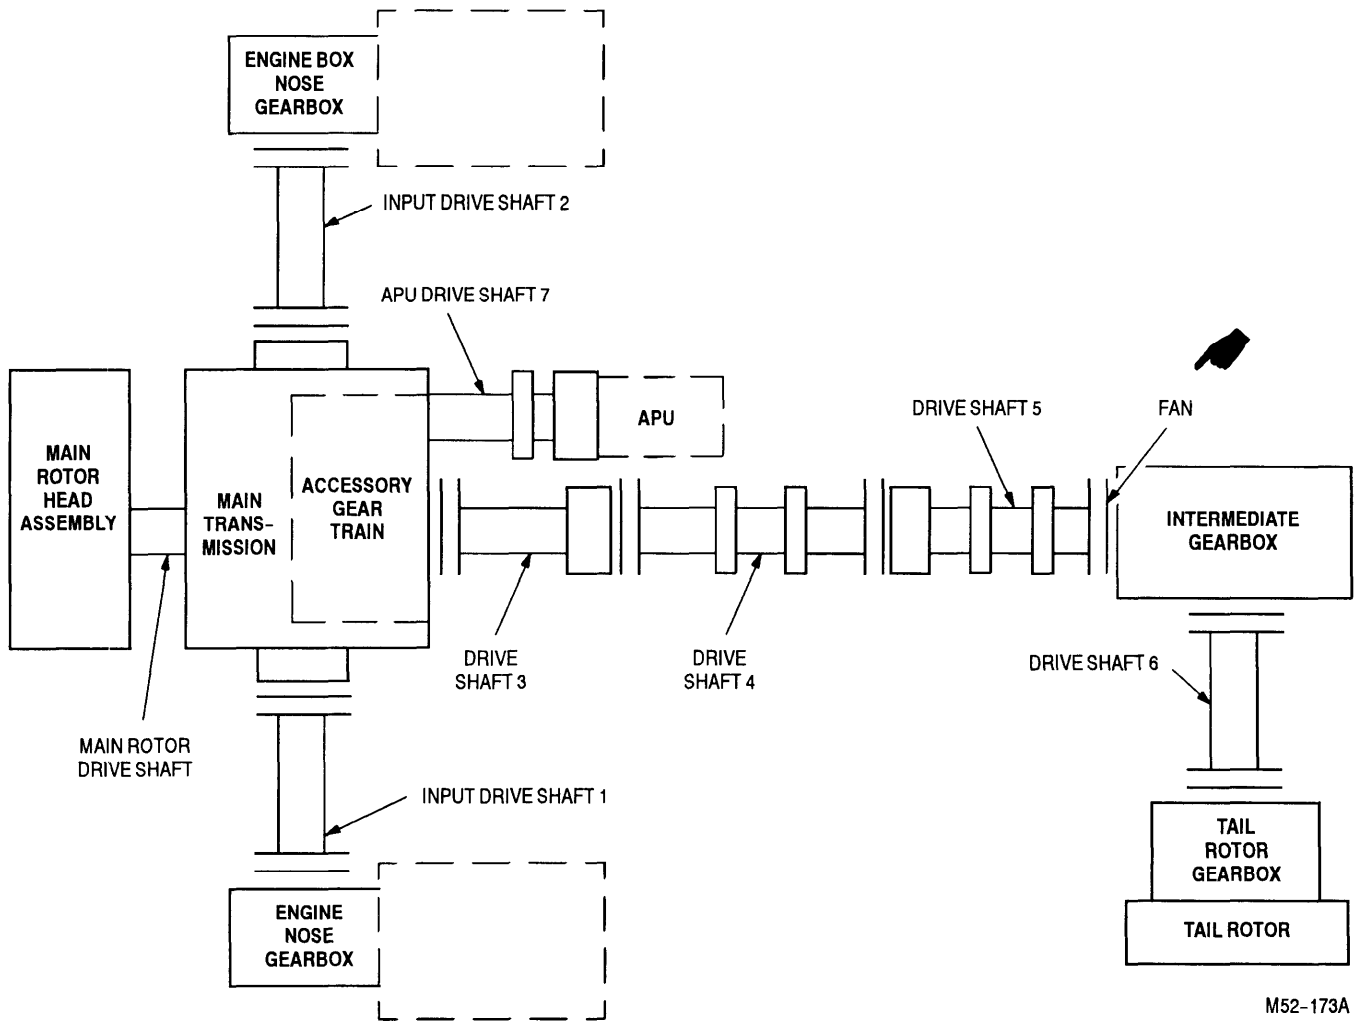 ENGINE BOX
NOSE
GEARBOX
INPUT DRIVE SHAFT 2
APU DRIVE SHAFT 7
MAIN
ROTOR
HEAD
ASSEMBLY
MAIN
TRANS-
MISSION
ACCESSORY
GEAR
TRAIN
APU
DRIVE SHAFT 5
FAN
INTERMEDIATE
GEARBOX
DRIVE
SHAFT 3
DRIVE
SHAFT 4
DRIVE SHAFT 6
MAIN ROTOR
DRIVE SHAFT
INPUT DRIVE SHAFT 1
TAIL
ROTOR
GEARBOX
TAIL ROTOR
ENGINE
NOSE
GEARBOX
M52-173A